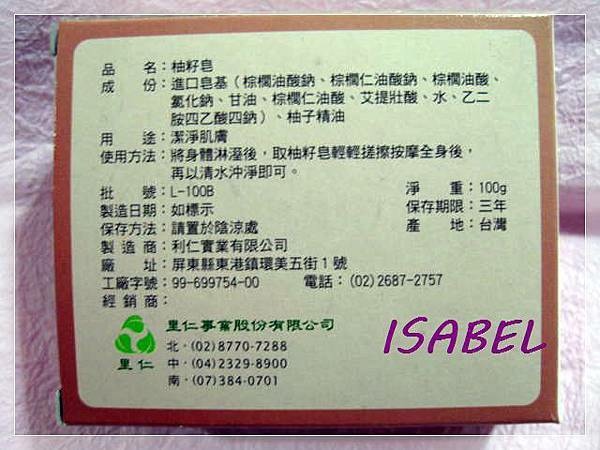 品　　名：柚籽皂
成　　份：進口皂基（棕櫚油酸鈉、棕櫚仁油酸鈉、棕櫚油酸、
氯化鈉、甘油、棕櫚仁油酸、艾提壯酸、水、乙二
胺四乙酸四鈉）、柚子精油
用　　途：潔淨肌膚
使用方法：將身體淋溼後，取柚籽皂輕輕搓擦按摩全身後，
再以清水沖淨即可。
批　　號：L-100B　　淨　　重：100g
製造日期：如標示　　保存期限：三年
保存方法：請置於陰涼處　　產　　地：台灣
製 造 商：利仁實業有限公司
廠　　址：屏東縣東港鎮環美五街1號
工廠字號：99-699754-00　　電話：(02)2687-2757
經 銷 商：
里仁事業股份有限公司
北・(02)8770-7288
中・(04)2329-8900
南・(07)384-0701
里仁
ISABEL